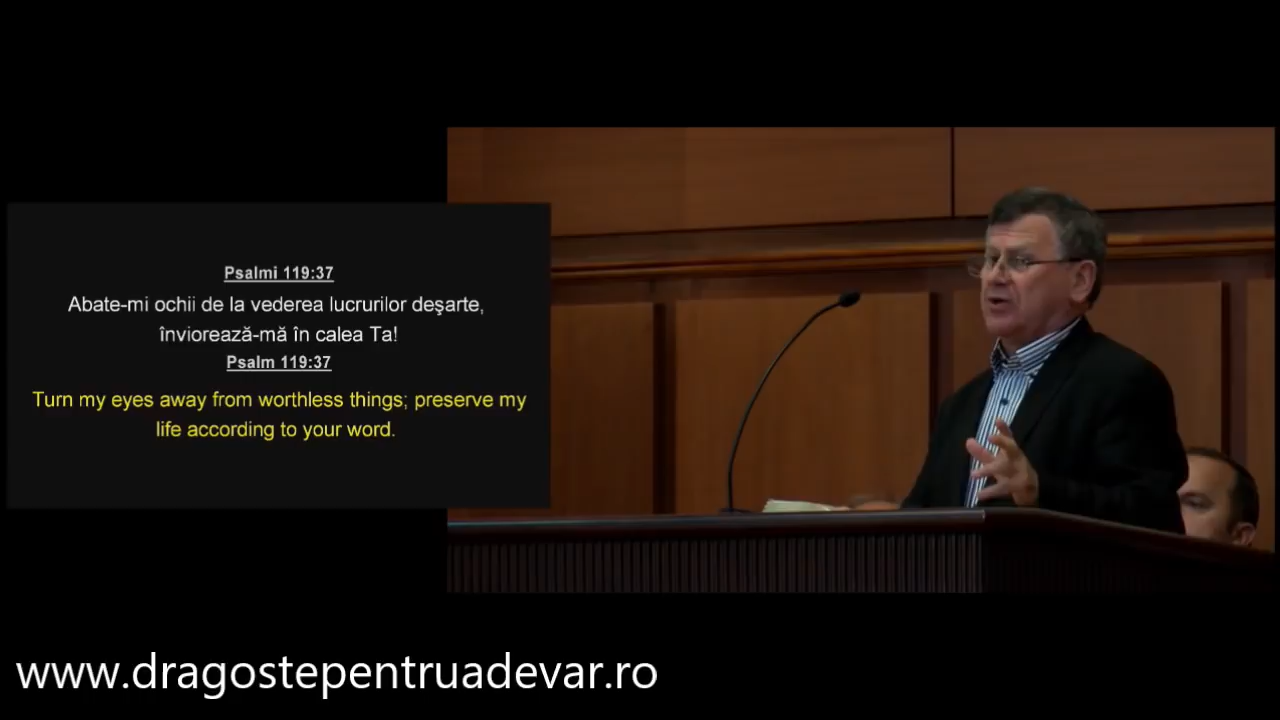 Psalmi 119:37
Abate-mi ochii de la vederea lucrurilor deşarte,
înviorează-mă în calea Ta!
Psalm 119:37
Turn my eyes away from worthless things; preserve my
life according to your word.
www.dragostepentruadevar.ro